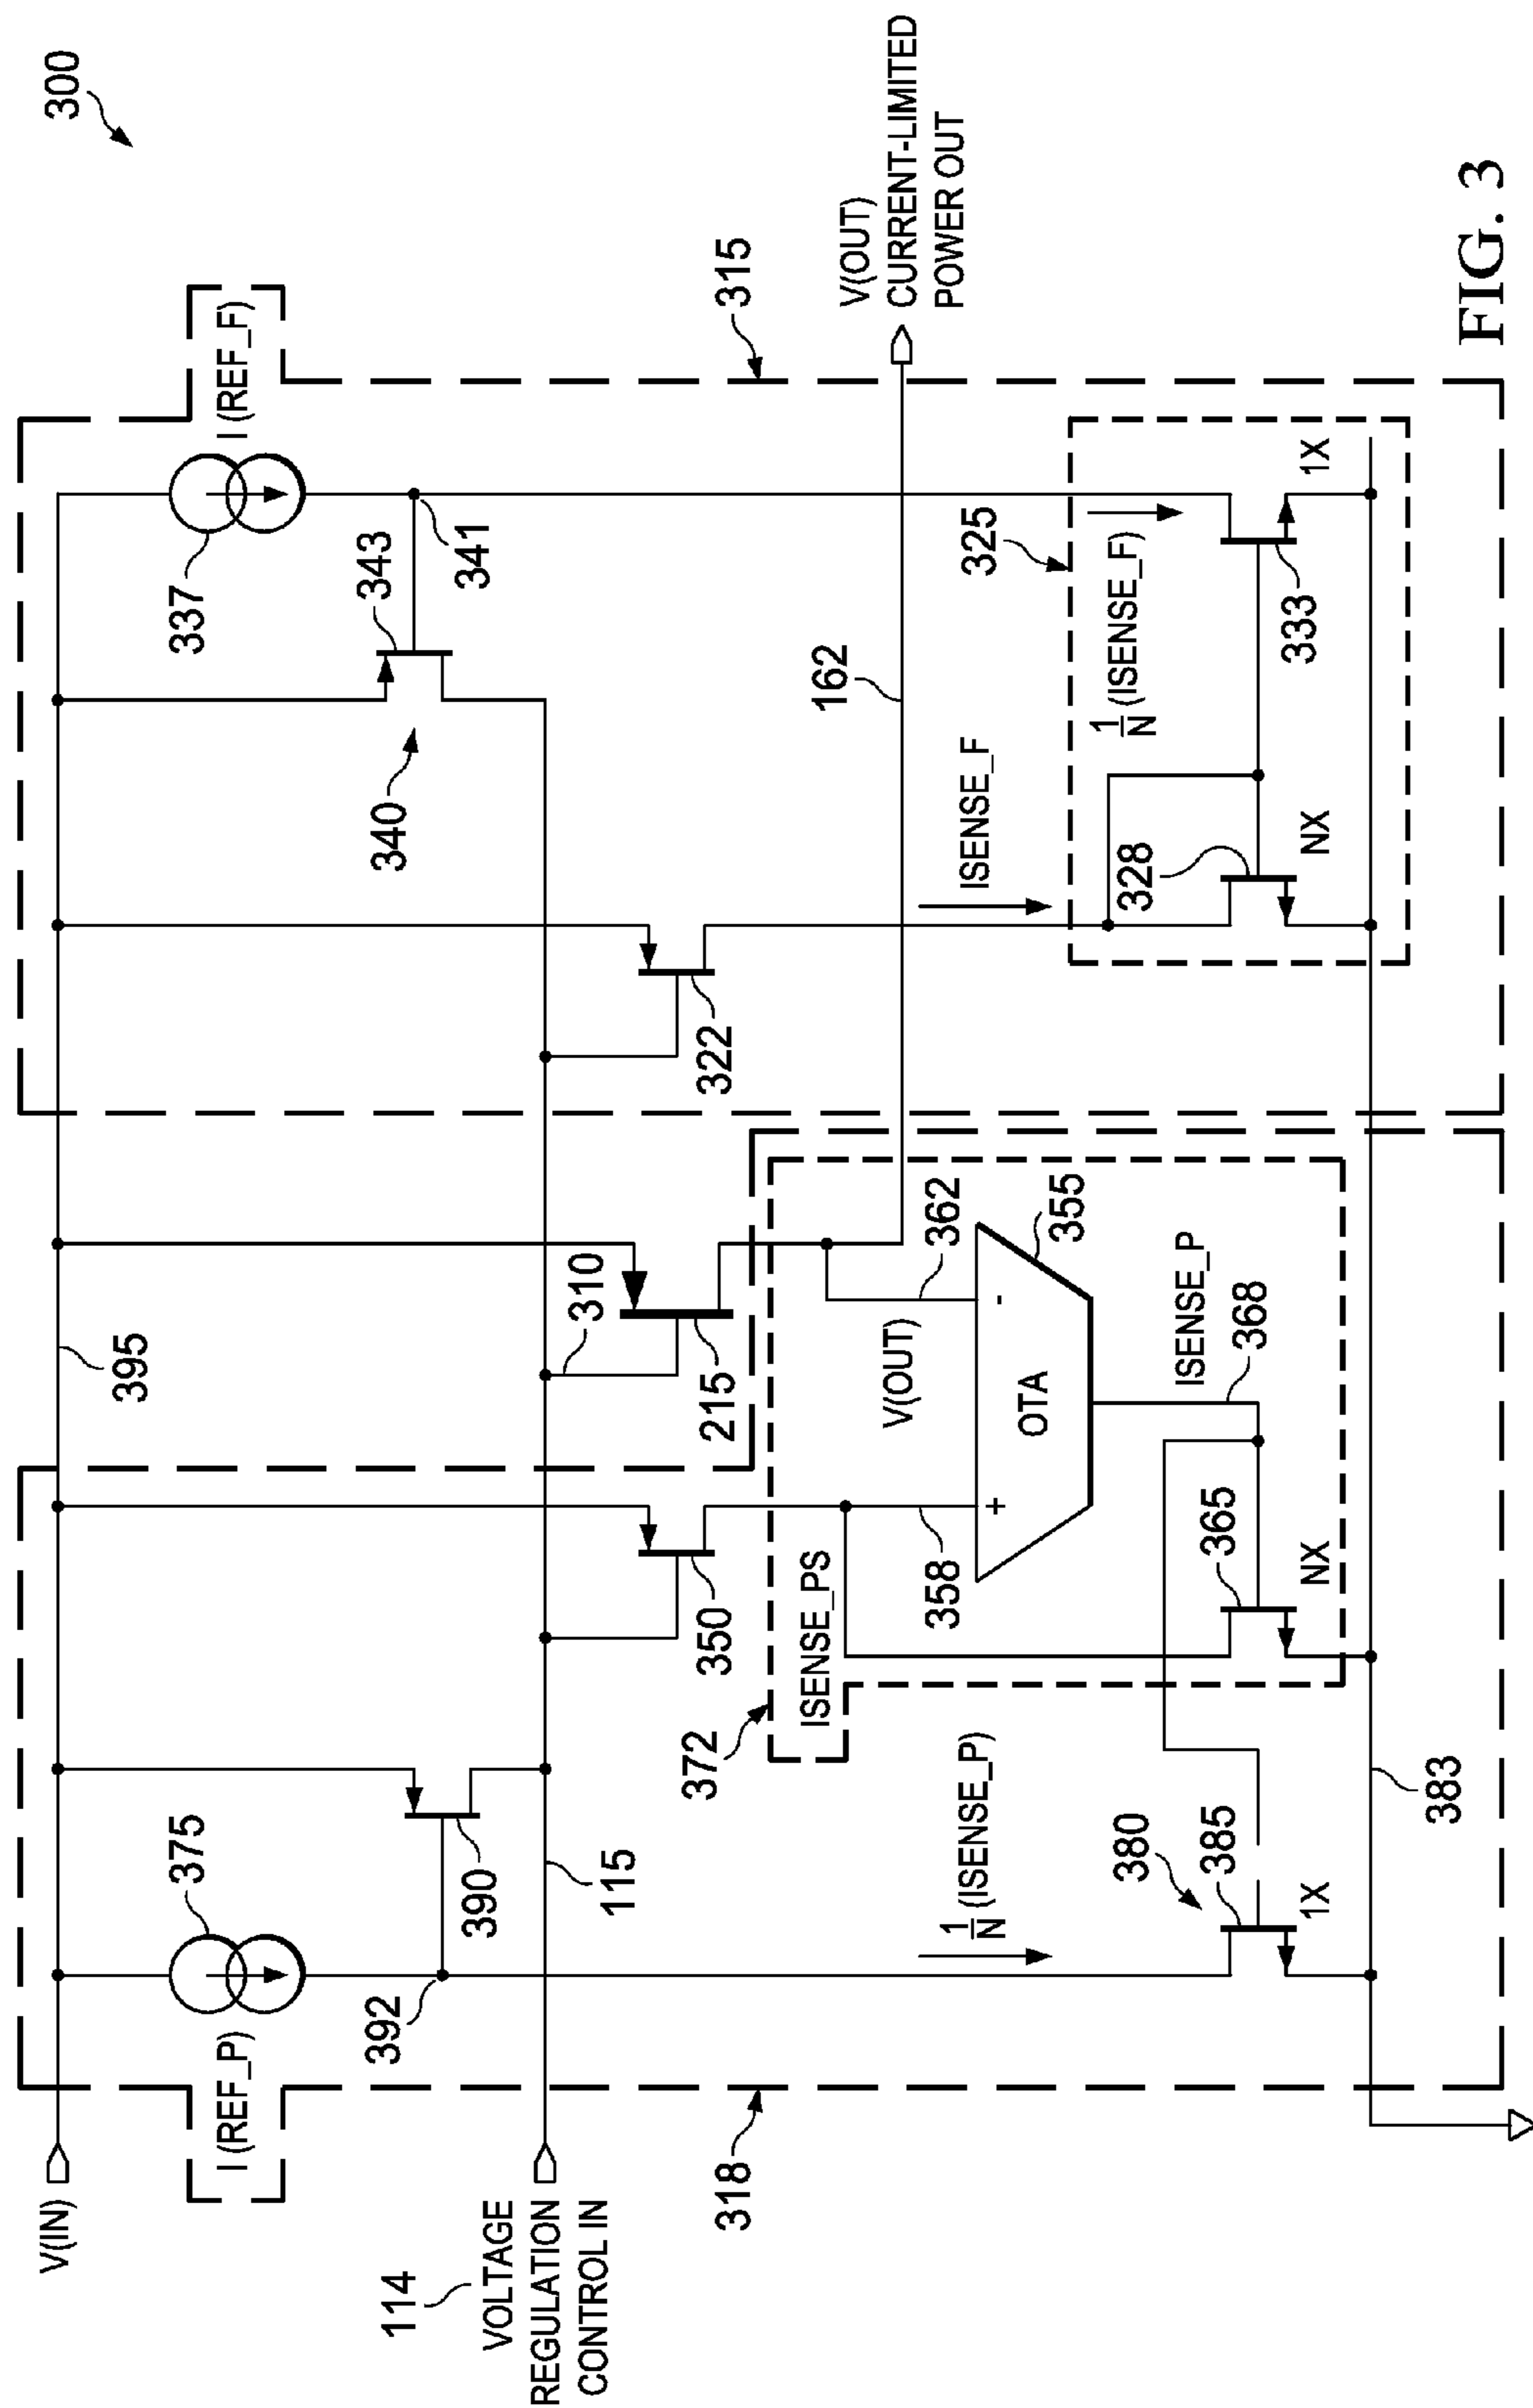 300
V(IN)
I (REF_P)
375
395
I (REF_F)
337
343
341
340
392
390
114
VOLTAGE
REGULATION
CONTROL IN
115
310
215
350
322
162
318
372
315
ISENSE_PS
V(OUT)
362
358
+
-
OTA
355
V(OUT)
CURRENT-LIMITED
POWER OUT
1/N (ISENSE_P)
ISENSE_F
325
1/N (ISENSE_F)
380
385
1X
365
NX
ISENSE_P
368
328
NX
333
1X
383
FIG. 3